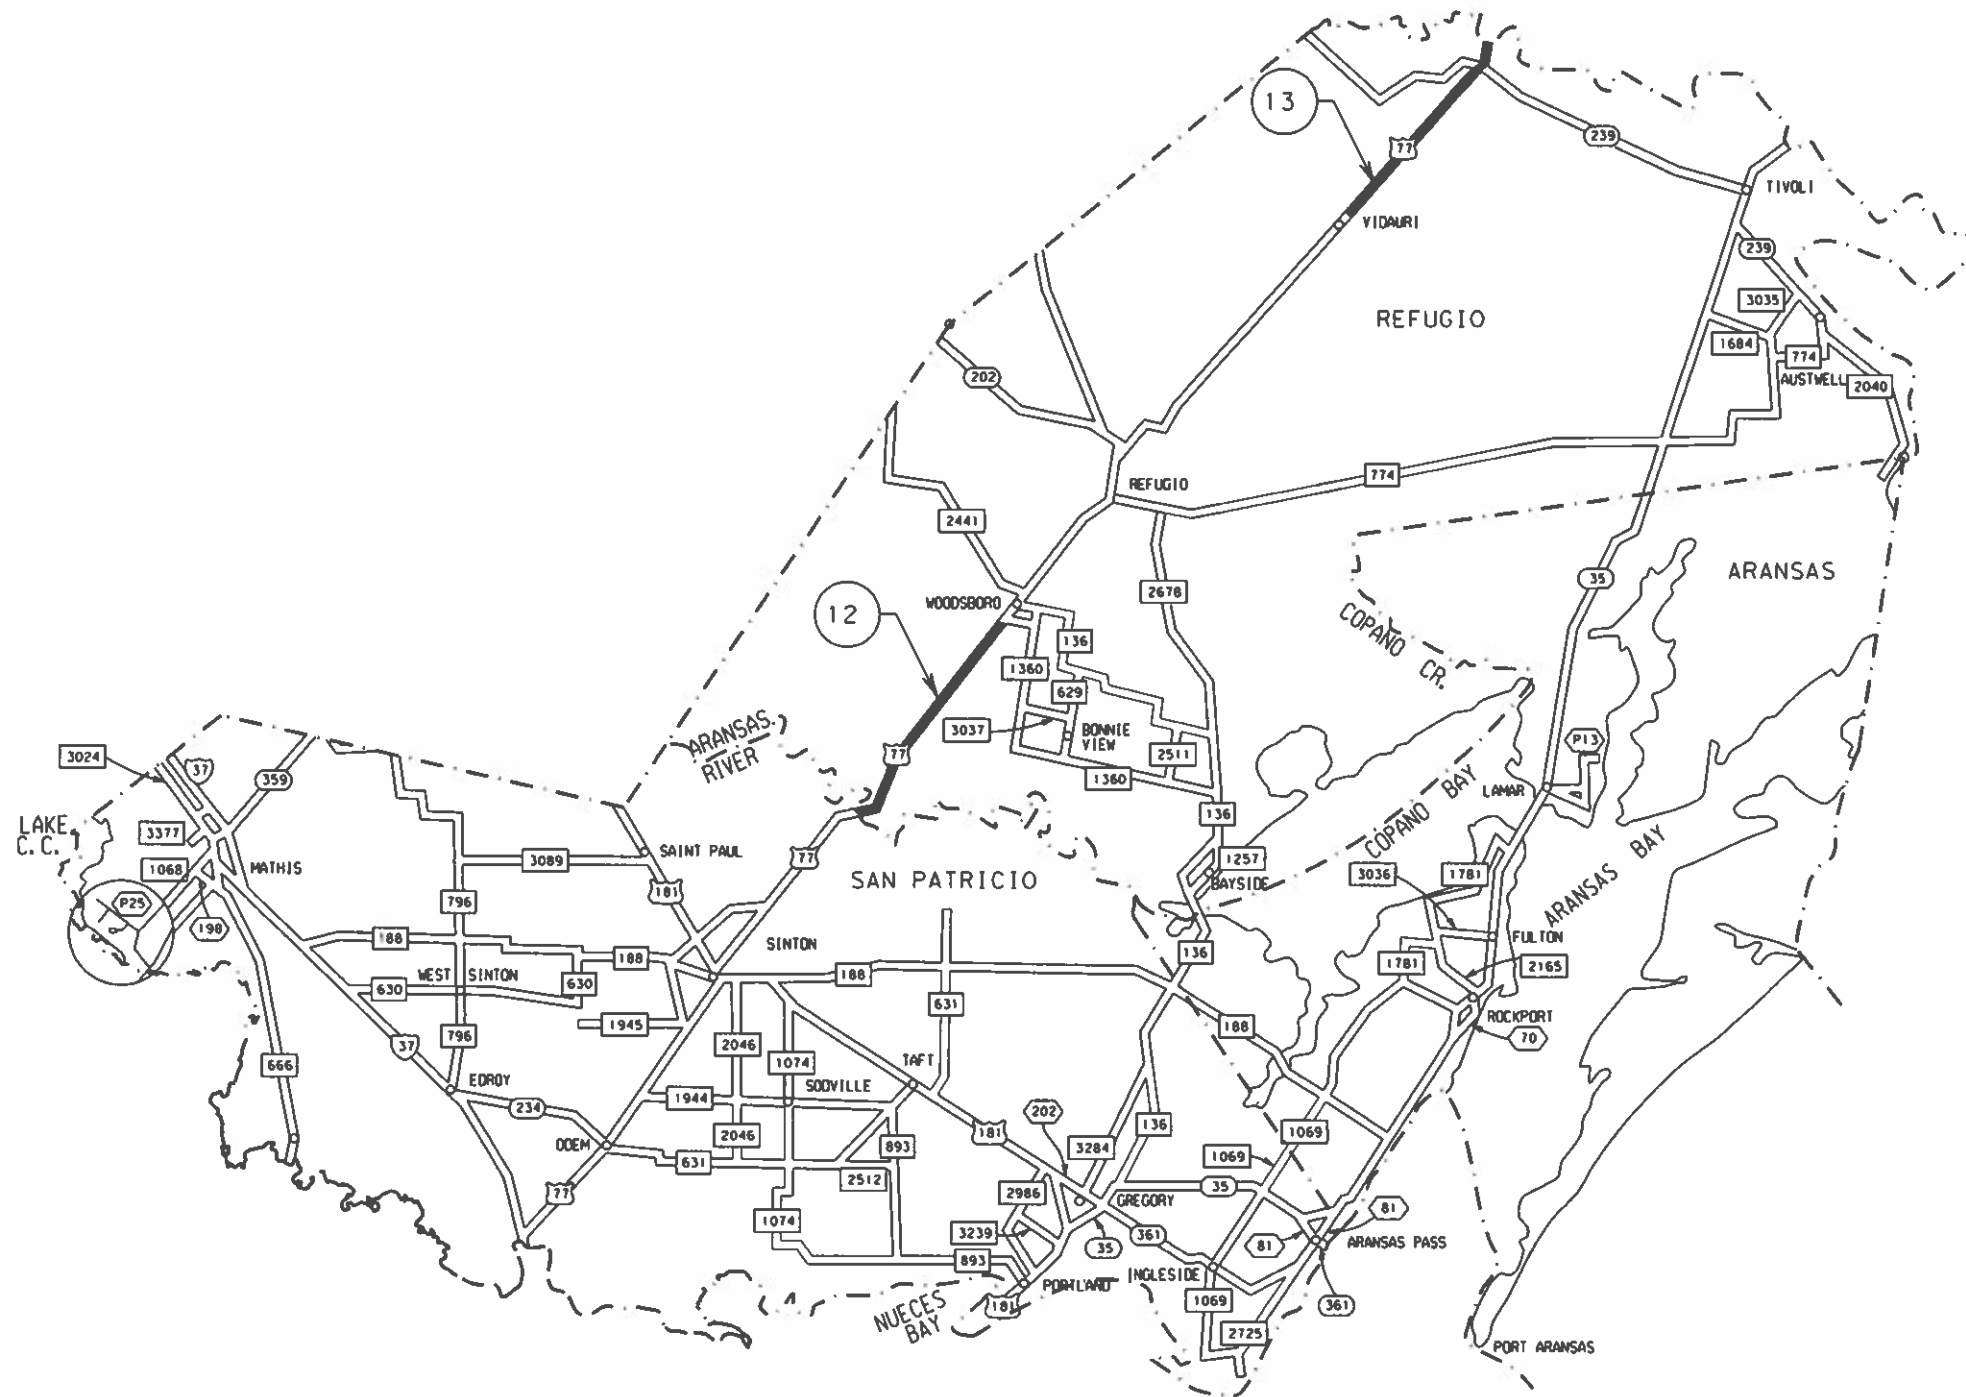 13
239
77
TIVOLI
VIDAURI
239
3035
REFUGIO
1684
774
202
AUSTWELL
2040
774
REFUGIO
2441
ARANSAS
35
2678
WOODSBORO
12
COPANO CR.
136
1360
629
ARANSAS
RIVER
3037
BONNIE
VIEW
77
2511
P13
3024
37
359
1360
LAMAR
COPANO BAY
136
LAKE
C.C.
3377
SAINT PAUL
77
3089
1257
ARANSAS BAY
1068
MATHIS
181
SAN PATRICIO
BAYSIDE
3036
1781
P25
796
198
188
SINTON
FULTON
188
136
WEST SINTON
1781
2165
630
630
188
631
1945
188
ROCKPORT
796
37
2046
70
666
1074
TAFT
EDROY
SODVILLE
1944
234
202
181
136
2046
1069
ODEM
893
3284
631
1069
2512
35
77
2986
GREGORY
81
1074
3239
361
35
81
ARANSAS PASS
893
PORTLAND
INGLESIDE
181
1069
361
NUECES
BAY
2725
PORT ARANSAS